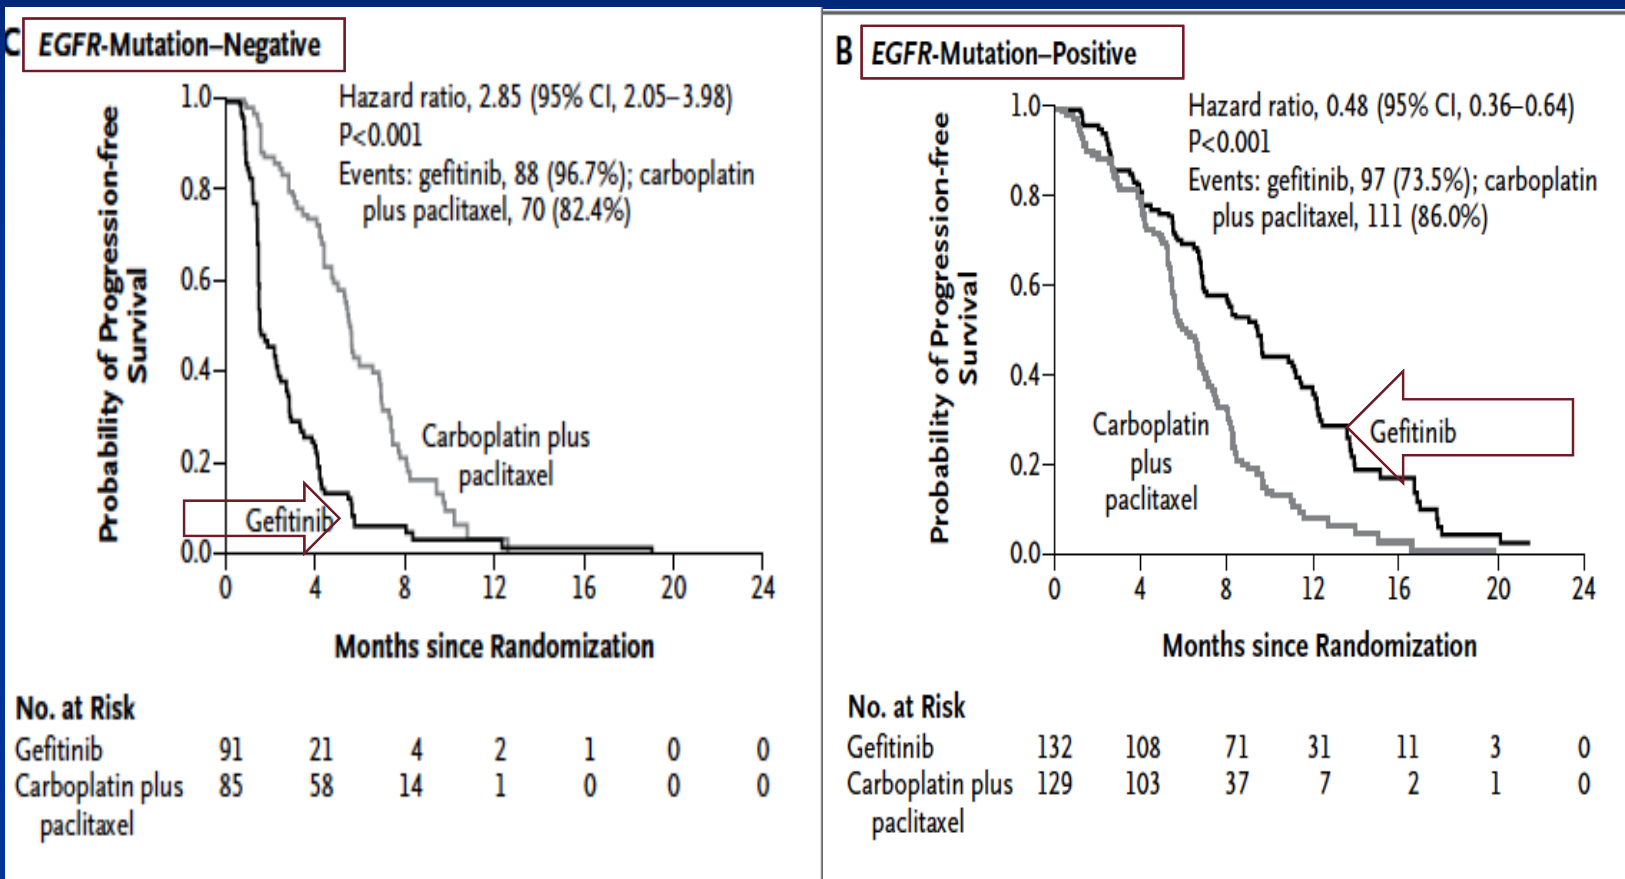 C EGFR-Mutation–Negative
Hazard ratio, 2.85 (95% CI, 2.05–3.98)
P<0.001
Events: gefitinib, 88 (96.7%); carboplatin
plus paclitaxel, 70 (82.4%)
Probability of Progression-free
Survival
1.0
0.8
0.6
0.4
0.2
0.0
Carboplatin plus
paclitaxel
Gefitinib
0 4 8 12 16 20 24
Months since Randomization
No. at Risk
Gefitinib 91 21 4 2 1 0 0
Carboplatin plus 85 58 14 1 0 0 0
paclitaxel
B EGFR-Mutation–Positive
Hazard ratio, 0.48 (95% CI, 0.36–0.64)
P<0.001
Events: gefitinib, 97 (73.5%); carboplatin
plus paclitaxel, 111 (86.0%)
Probability of Progression-free
Survival
1.0
0.8
0.6
0.4
0.2
0.0
Carboplatin
plus
paclitaxel
Gefitinib
0 4 8 12 16 20 24
Months since Randomization
No. at Risk
Gefitinib 132 108 71 31 11 3 0
Carboplatin plus 129 103 37 7 2 1 0
paclitaxel